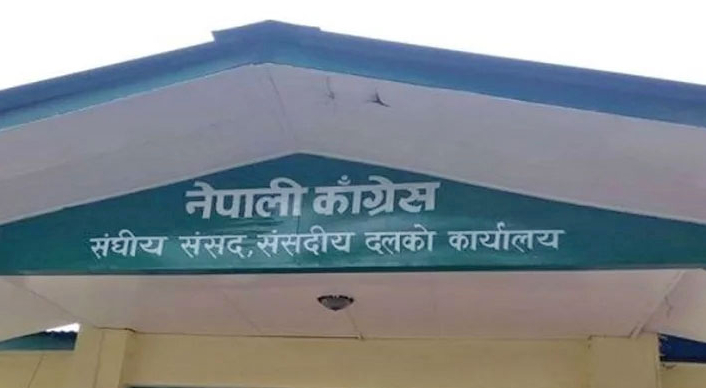 नेपाली काँग्रेस
संघीय संसद,संसदीय दलको कार्यालय